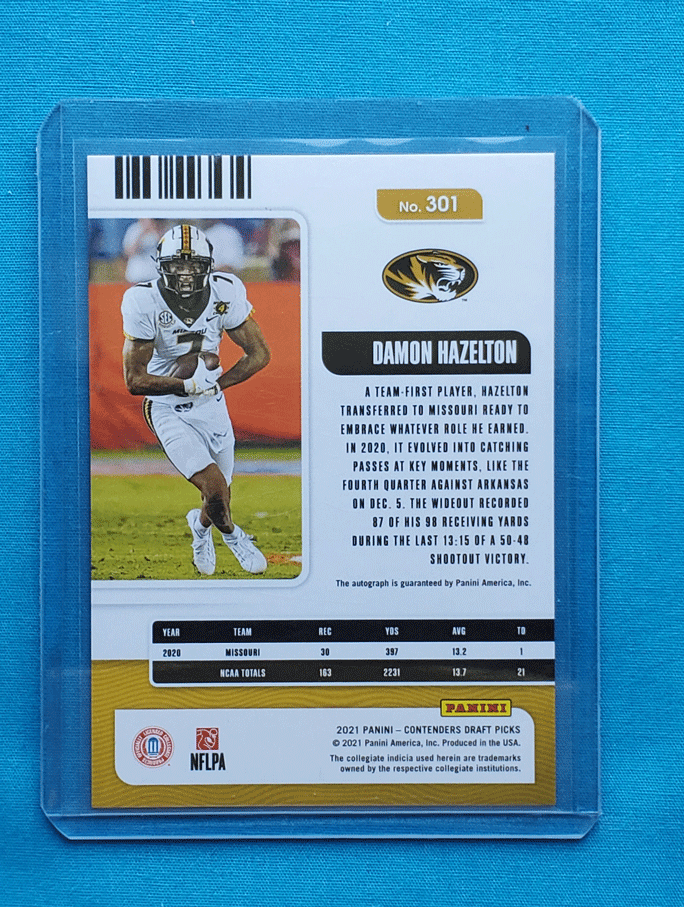 No. 301
MISSOURI
7
DAMON HAZELTON
A TEAM-FIRST PLAYER, HAZELTON
TRANSFERRED TO MISSOURI READY TO
EMBRACE WHATEVER ROLE HE EARNED.
IN 2020, IT EVOLVED INTO CATCHING
PASSES AT KEY MOMENTS, LIKE THE
FOURTH QUARTER AGAINST ARKANSAS
ON DEC. 5. THE WIDEOUT RECORDED
87 OF HIS 98 RECEIVING YARDS
DURING THE LAST 13:15 OF A 50-48
SHOOTOUT VICTORY.
The autograph is guaranteed by Panini America, Inc.
YEAR TEAM REC YDS AVG TD
2020 MISSOURI 30 397 13.2 1
NCAA TOTALS 163 2231 13.7 21
PANINI
NFLPA
2021 PANINI – CONTENDERS DRAFT PICKS
© 2021 Panini America, Inc. Produced in the USA.
The collegiate indicia used herein are trademarks
owned by the respective collegiate institutions.